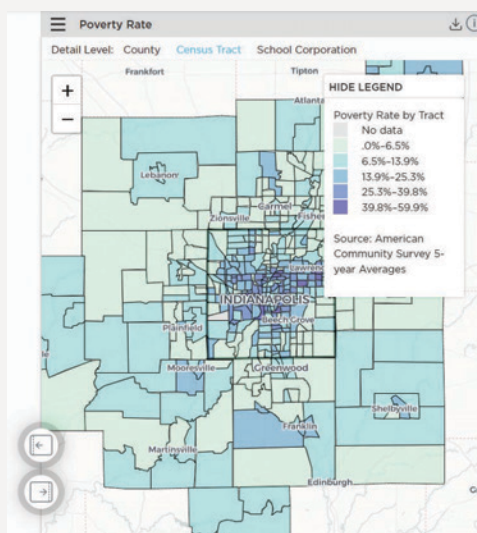 Poverty Rate
Detail Level: County Census Tract School Corporation
Frankfort
Tipton
+
−
HIDE LEGEND
Atlanta
Poverty Rate by Tract
No data
.0%–6.5%
6.5%–13.9%
13.9%–25.3%
25.3%–39.8%
39.8%–59.9%
Source: American
Community Survey 5-
year Averages
Lebanon
Carmel
Zionsville
Fishe
Lawrence
INDIANAPOLIS
Beech Grove
Plainfield
Mooresville
Greenwood
Shelbyville
Franklin
Martinsville
Edinburgh